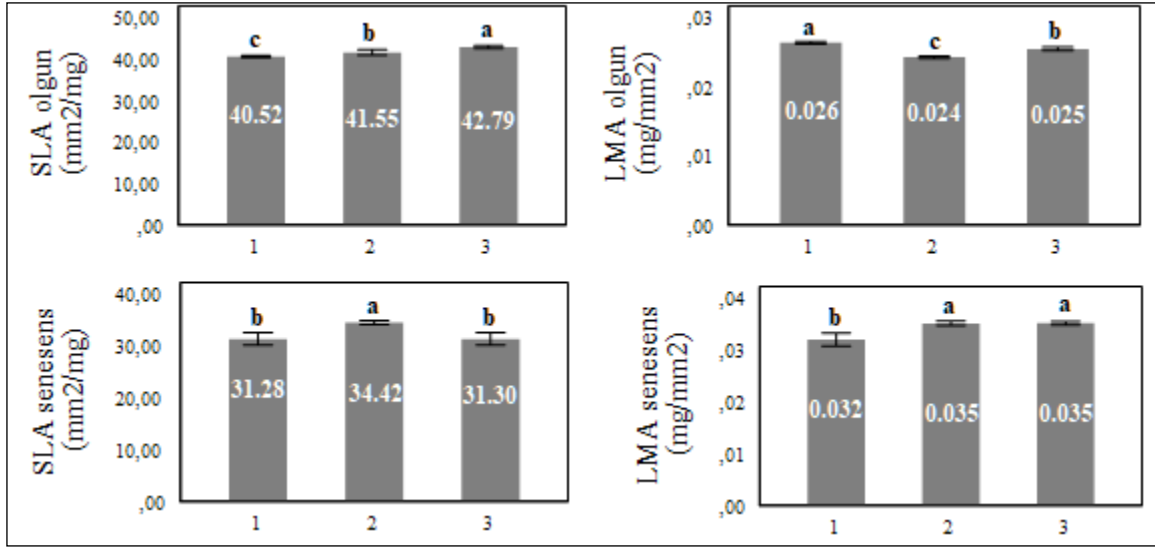 SLA olgun
(mm2/mg)
50,00
40,00
30,00
20,00
10,00
,00
c
b
a
40.52
41.55
42.79
1
2
3
LMA olgun
(mg/mm2)
,03
,02
,01
,00
a
c
b
0.026
0.024
0.025
1
2
3
SLA senesens
(mm2/mg)
40,00
30,00
20,00
10,00
,00
b
a
b
31.28
34.42
31.30
1
2
3
LMA senesens
(mg/mm2)
,04
,03
,02
,01
,00
b
a
a
0.032
0.035
0.035
1
2
3